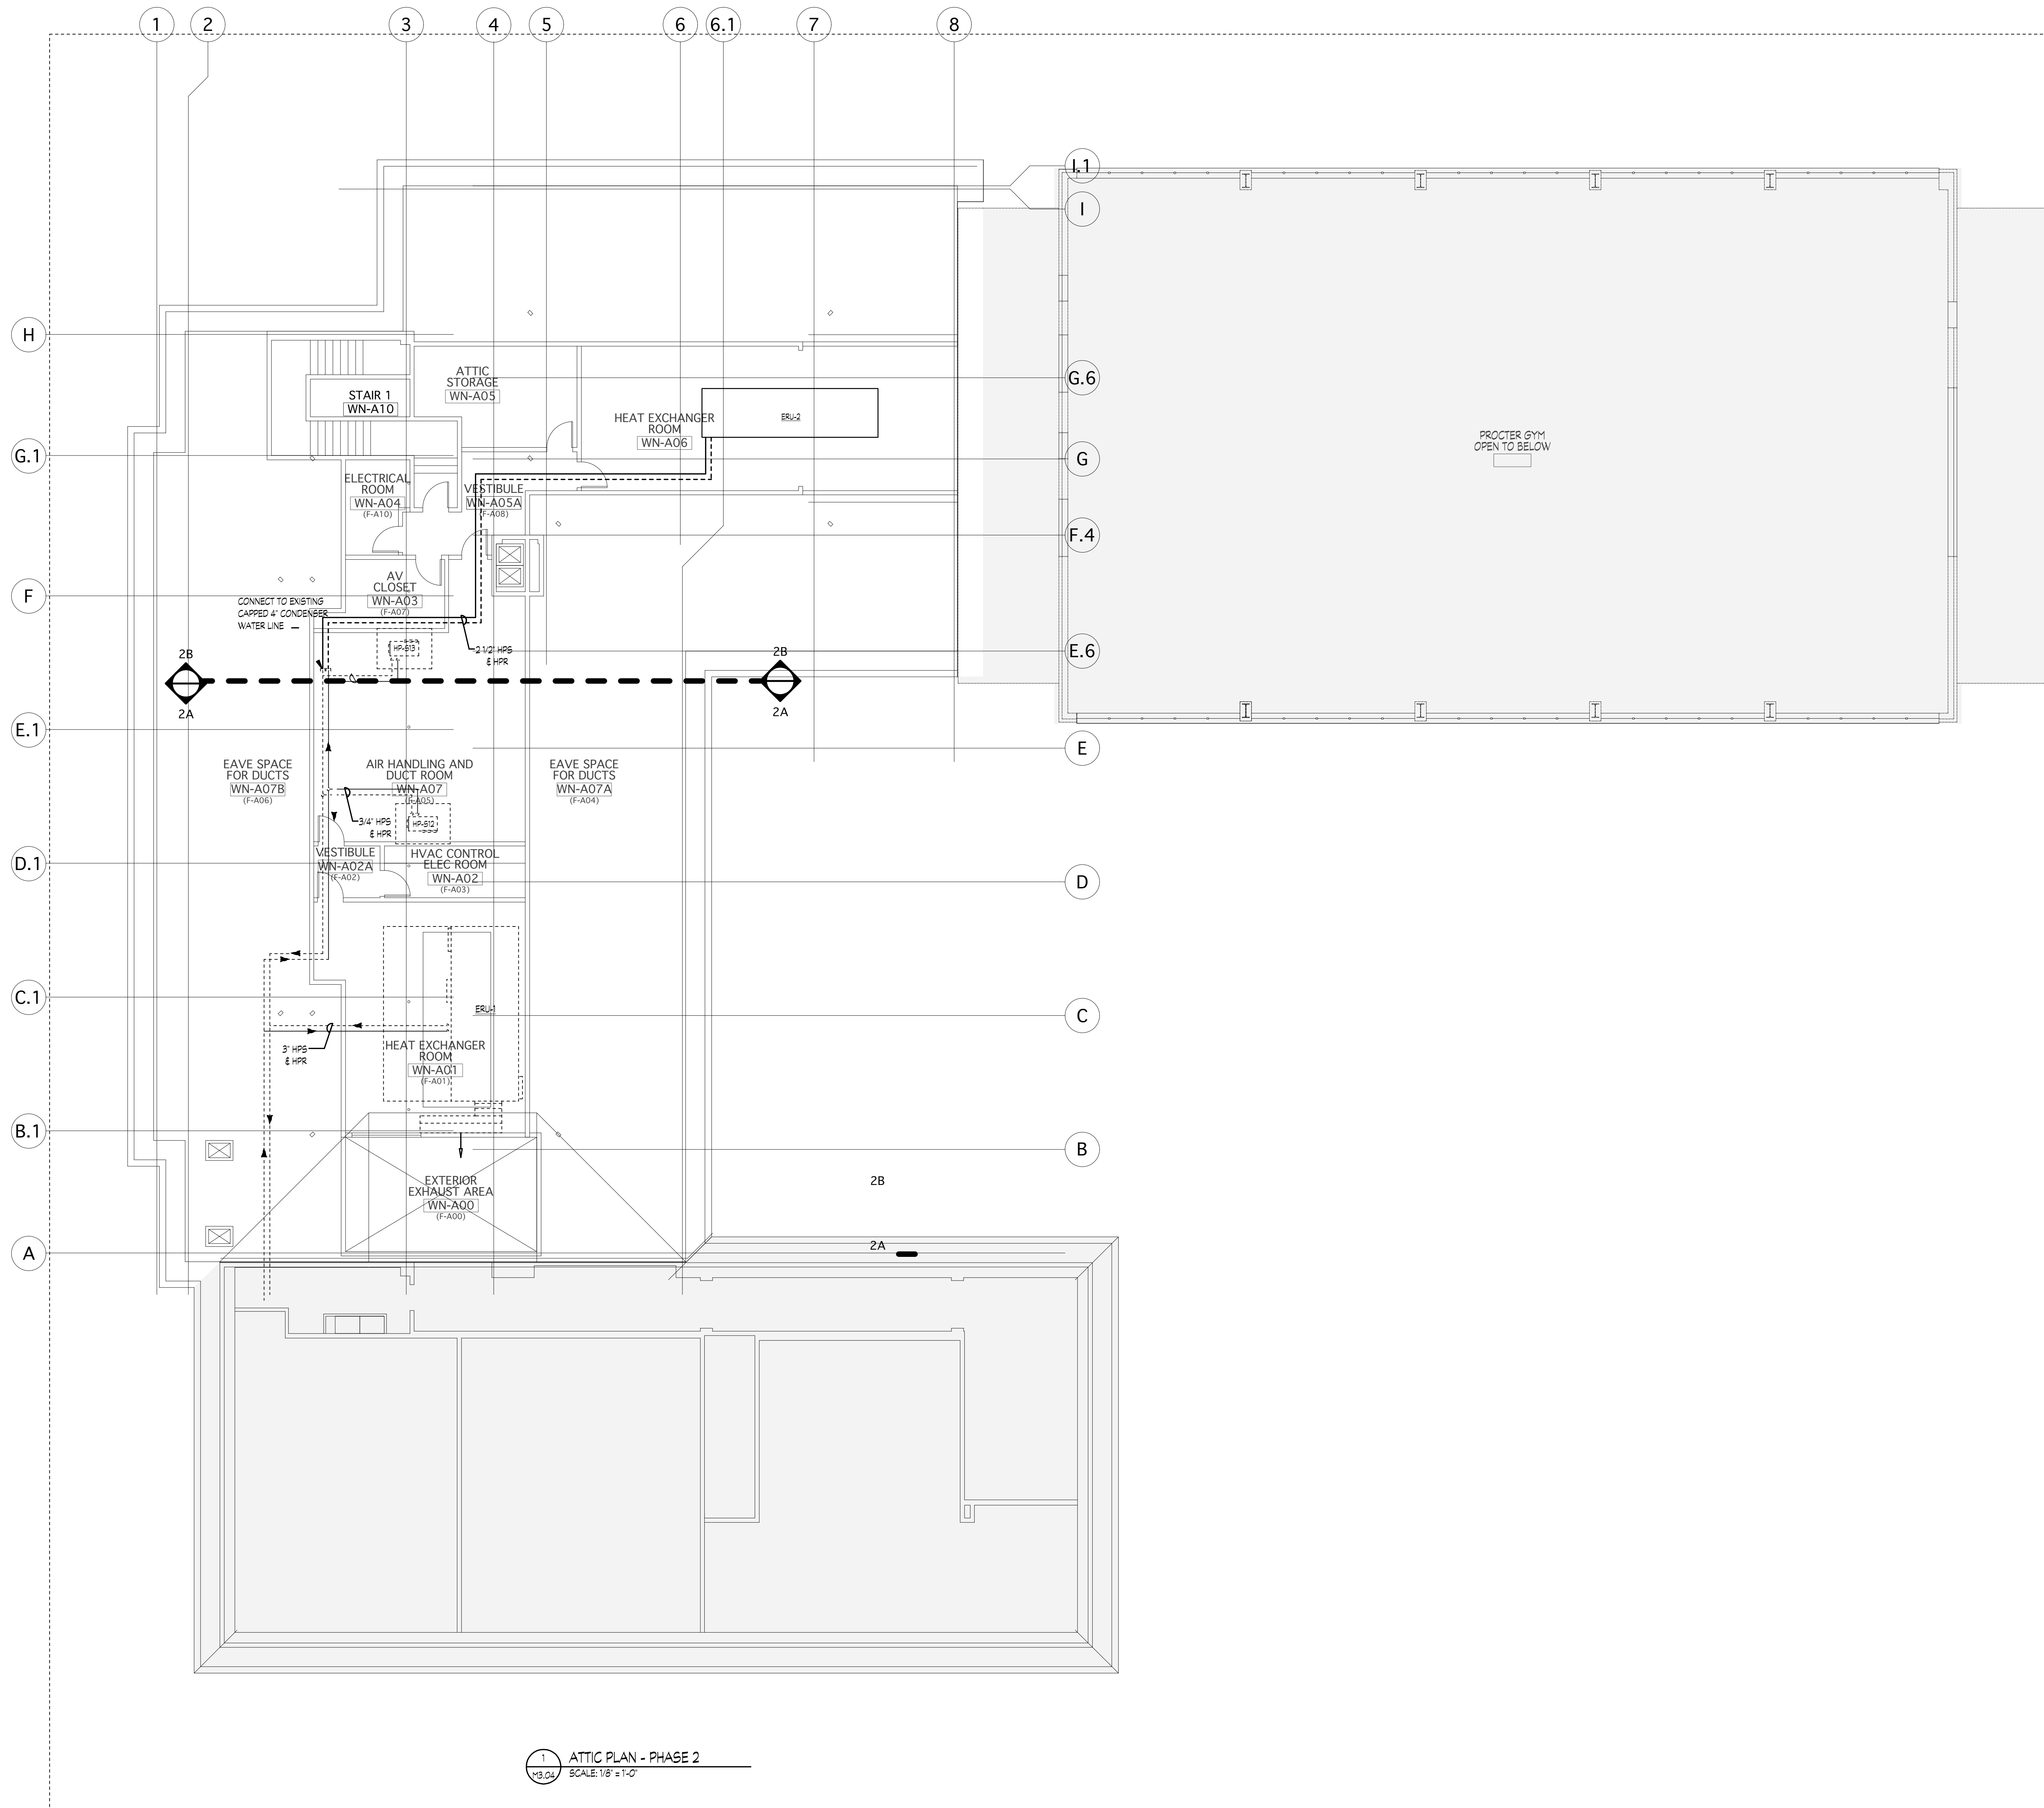 1
2
3
4
5
6
6.1
7
8
I.1
I
H
G.6
G.1
G
F.4
F
E.6
E.1
E
D.1
D
C.1
C
B.1
B
A
ATTIC
STORAGE
WN-A05
STAIR 1
WN-A10
HEAT EXCHANGER
ROOM
WN-A06
ERU-2
PROCTER GYM
OPEN TO BELOW
ELECTRICAL
ROOM
WN-A04
(F-A10)
VESTIBULE
WN-A05A
(F-A08)
AV
CLOSET
WN-A03
(F-A07)
CONNECT TO EXISTING
CAPPED 4" CONDENSER
WATER LINE
HP-S13
2 1/2" HPS
& HPR
2B
2A
2B
2A
EAVE SPACE
FOR DUCTS
WN-A07B
(F-A06)
AIR HANDLING AND
DUCT ROOM
WN-A07
(F-A05)
EAVE SPACE
FOR DUCTS
WN-A07A
(F-A04)
3/4" HPS
& HPR
HP-S12
VESTIBULE
WN-A02A
(F-A02)
HVAC CONTROL
ELEC ROOM
WN-A02
(F-A03)
ERU-1
3" HPS
& HPR
HEAT EXCHANGER
ROOM
WN-A01
(F-A01)
EXTERIOR
EXHAUST AREA
WN-A00
(F-A00)
2B
2A
1
M3.04
ATTIC PLAN - PHASE 2
SCALE: 1/8" = 1'-0"